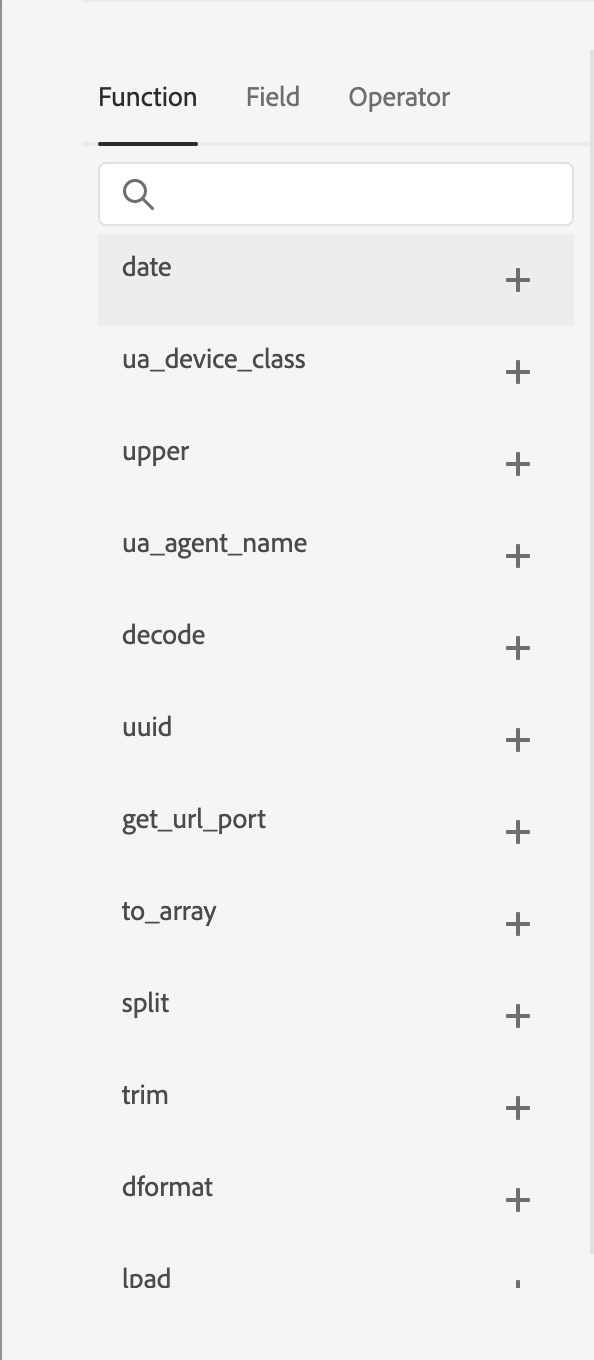 Function Field Operator
date
ua_device_class
upper
ua_agent_name
decode
uuid
get_url_port
to_array
split
trim
dformat
lpad